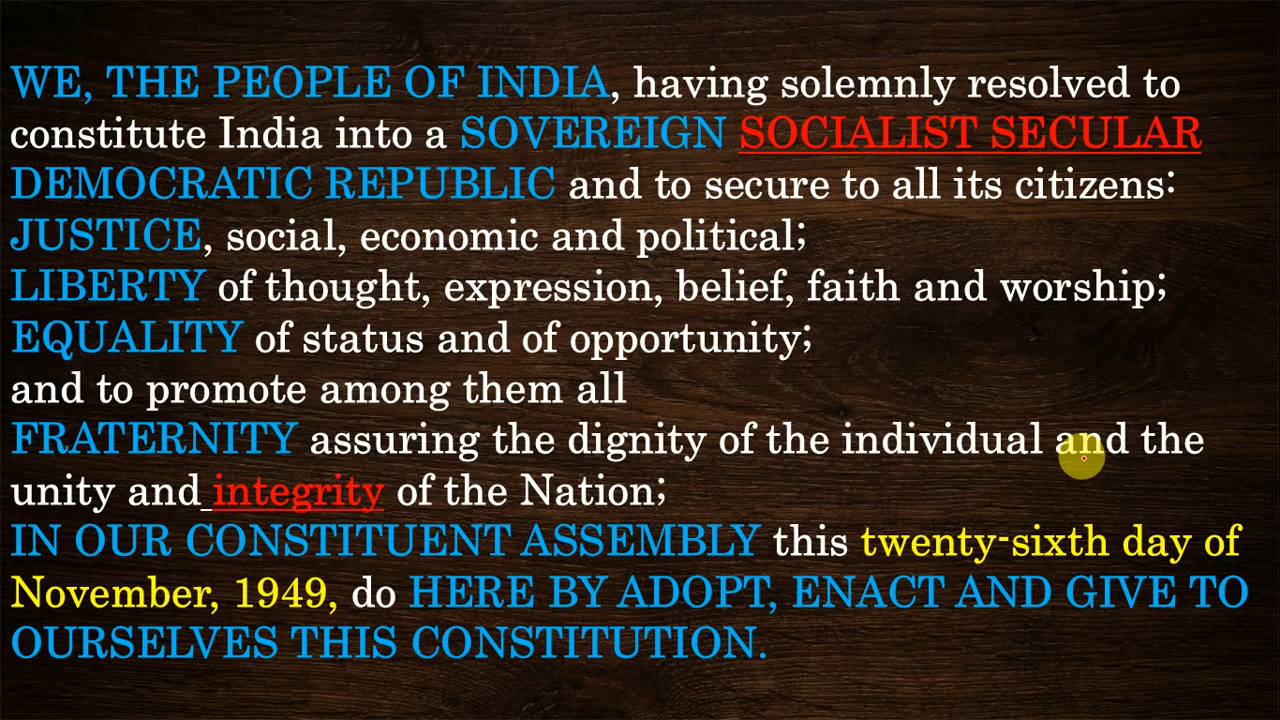 WE, THE PEOPLE OF INDIA, having solemnly resolved to
constitute India into a SOVEREIGN SOCIALIST SECULAR
DEMOCRATIC REPUBLIC and to secure to all its citizens:
JUSTICE, social, economic and political;
LIBERTY of thought, expression, belief, faith and worship;
EQUALITY of status and of opportunity;
and to promote among them all
FRATERNITY assuring the dignity of the individual and the
unity and integrity of the Nation;
IN OUR CONSTITUENT ASSEMBLY this twenty-sixth day of
November, 1949, do HERE BY ADOPT, ENACT AND GIVE TO
OURSELVES THIS CONSTITUTION.